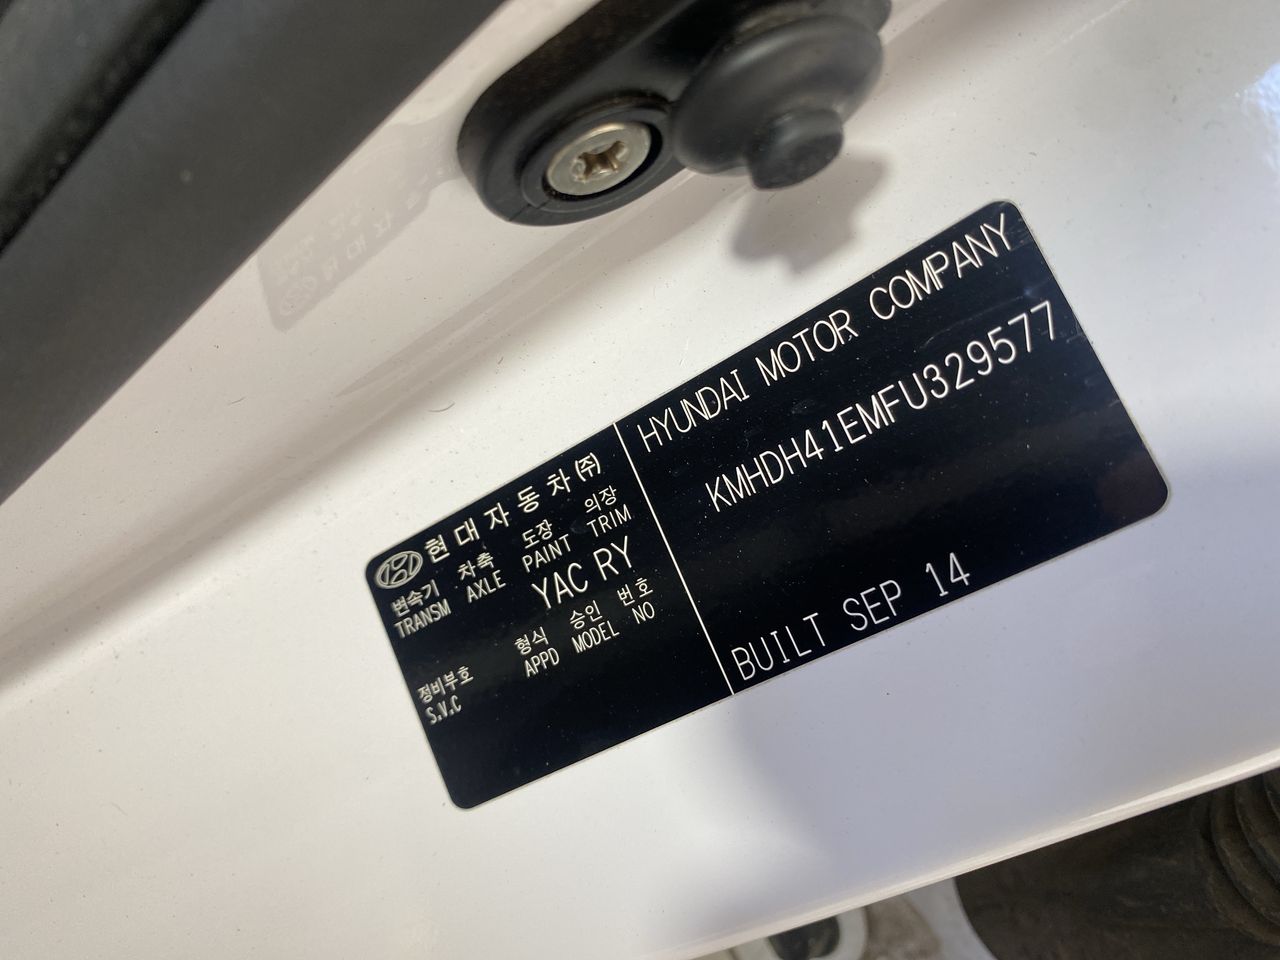 현대자동차(주)
변속기 차축 도장 의장
TRANSM AXLE PAINT TRIM
YAC RY
정비부호 형식 승인 번호
S.V.C APPD MODEL NO
HYUNDAI MOTOR COMPANY
KMHDH41EMFU329577
BUILT SEP 14